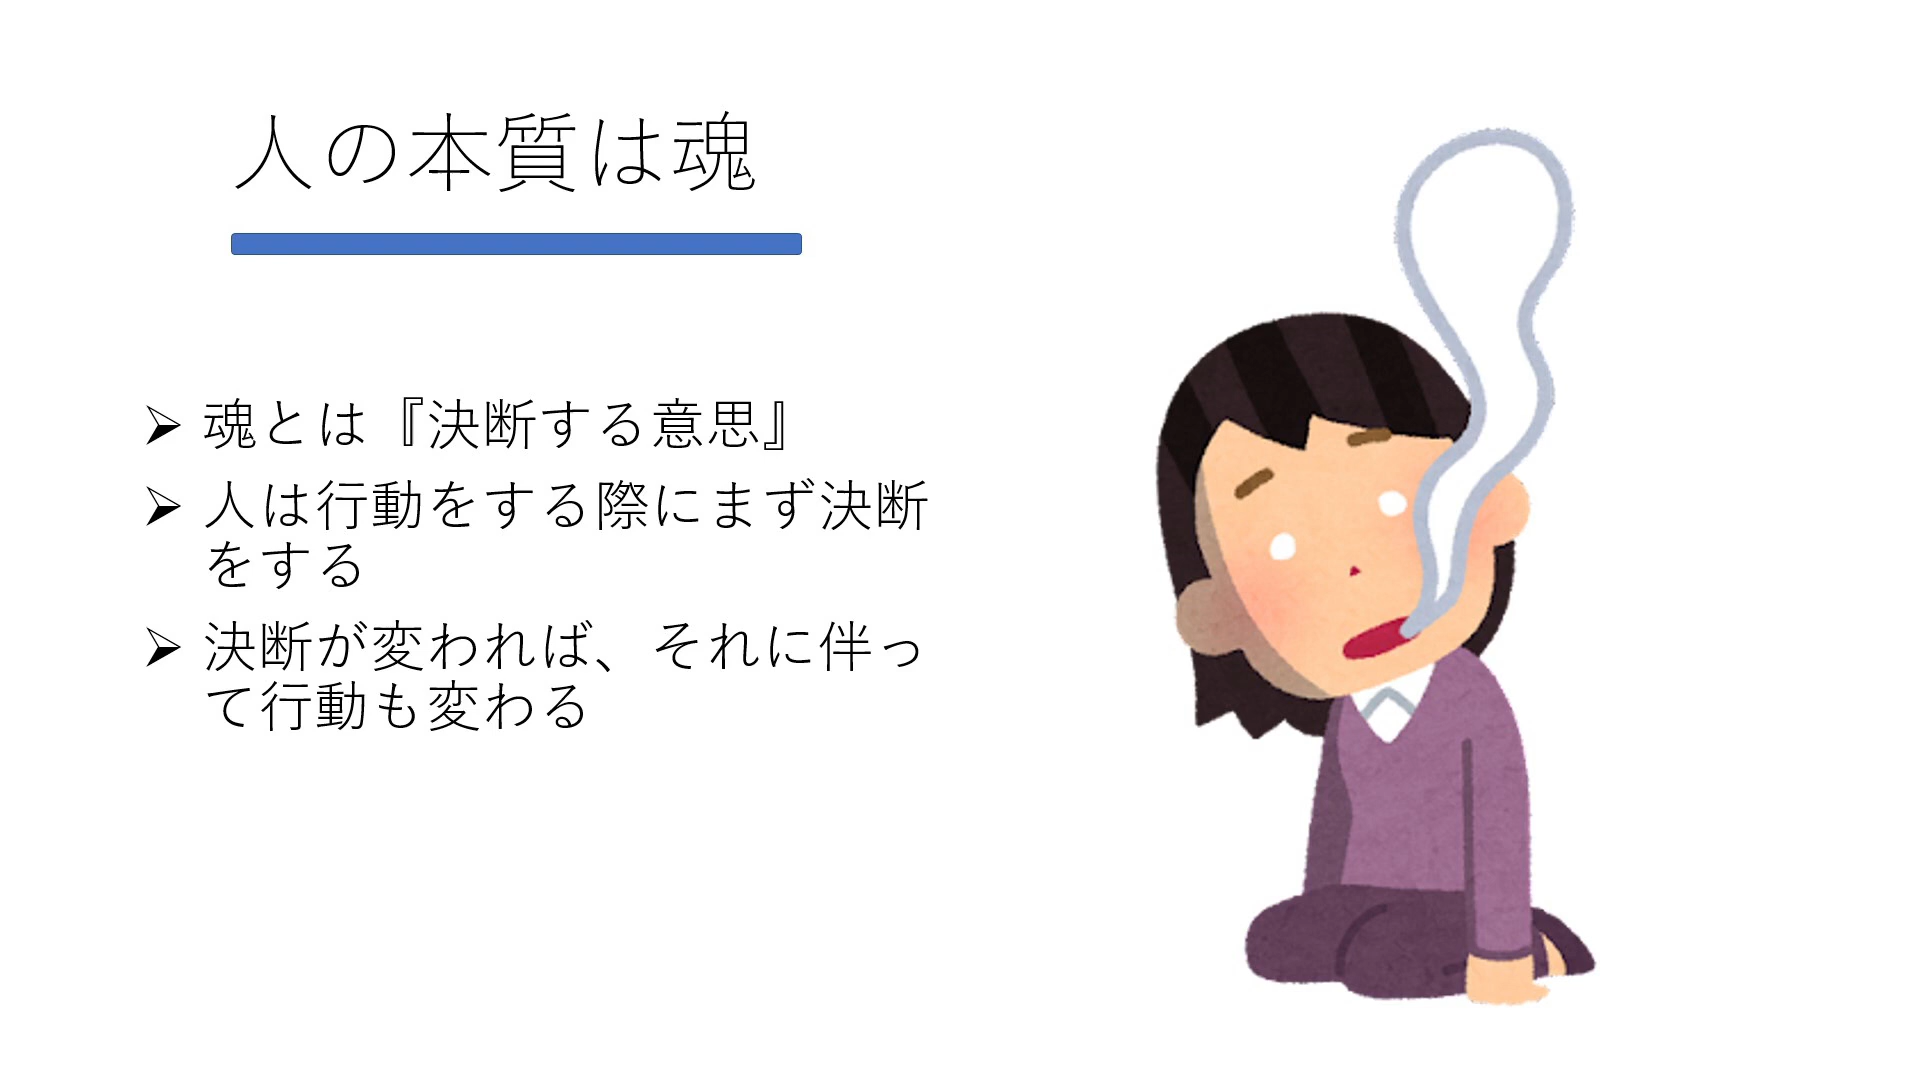 人の本質は魂
➢ 魂とは『決断する意思』
➢ 人は行動をする際にまず決断
をする
➢ 決断が変われば、それに伴っ
て行動も変わる